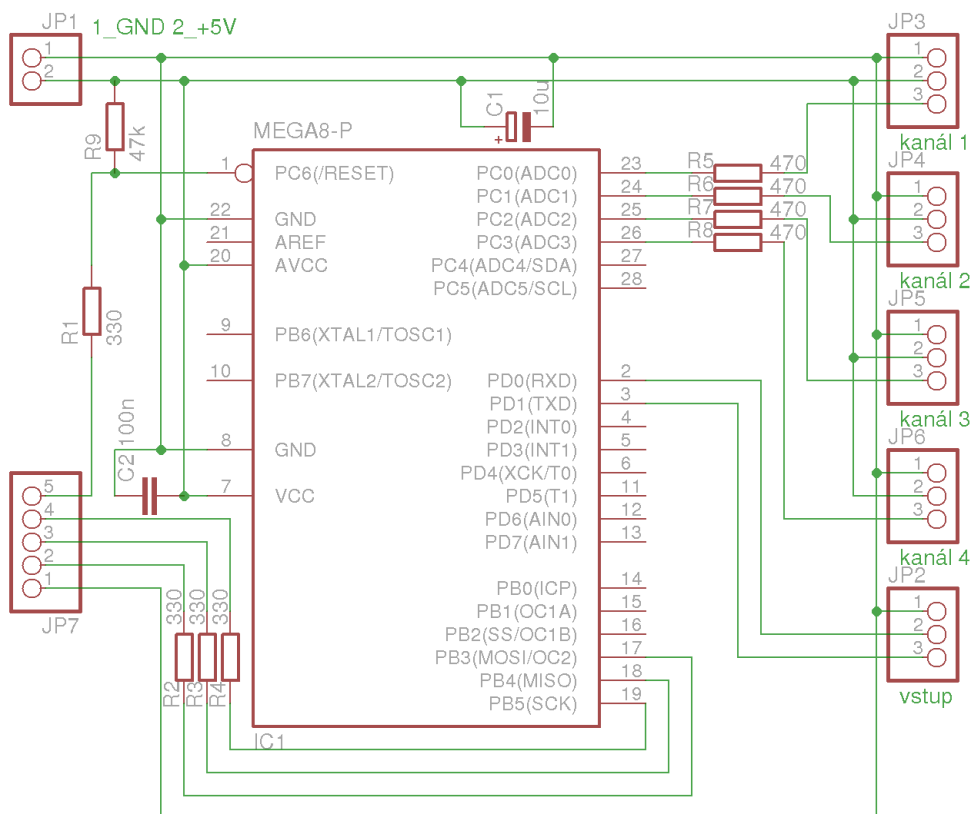 JP1
1_GND 2_+5V
1
2
R9
47k
C1
10u
+
JP3
1
2
3
kanál 1
MEGA8-P
1
PC6(/RESET)
22
GND
21
AREF
20
AVCC
9
PB6(XTAL1/TOSC1)
10
PB7(XTAL2/TOSC2)
8
GND
7
VCC
PC0(ADC0)
23
PC1(ADC1)
24
PC2(ADC2)
25
PC3(ADC3)
26
PC4(ADC4/SDA)
27
PC5(ADC5/SCL)
28
PD0(RXD)
2
PD1(TXD)
3
PD2(INT0)
4
PD3(INT1)
5
PD4(XCK/T0)
6
PD5(T1)
11
PD6(AIN0)
12
PD7(AIN1)
13
PB0(ICP)
14
PB1(OC1A)
15
PB2(SS/OC1B)
16
PB3(MOSI/OC2)
17
PB4(MISO)
18
PB5(SCK)
19
IC1
R5
470
R6
470
R7
470
R8
470
JP4
1
2
3
kanál 2
JP5
1
2
3
kanál 3
JP6
1
2
3
kanál 4
JP2
1
2
3
vstup
R1
330
C2
100n
5
4
3
2
1
JP7
330
330
R2
R3
R4